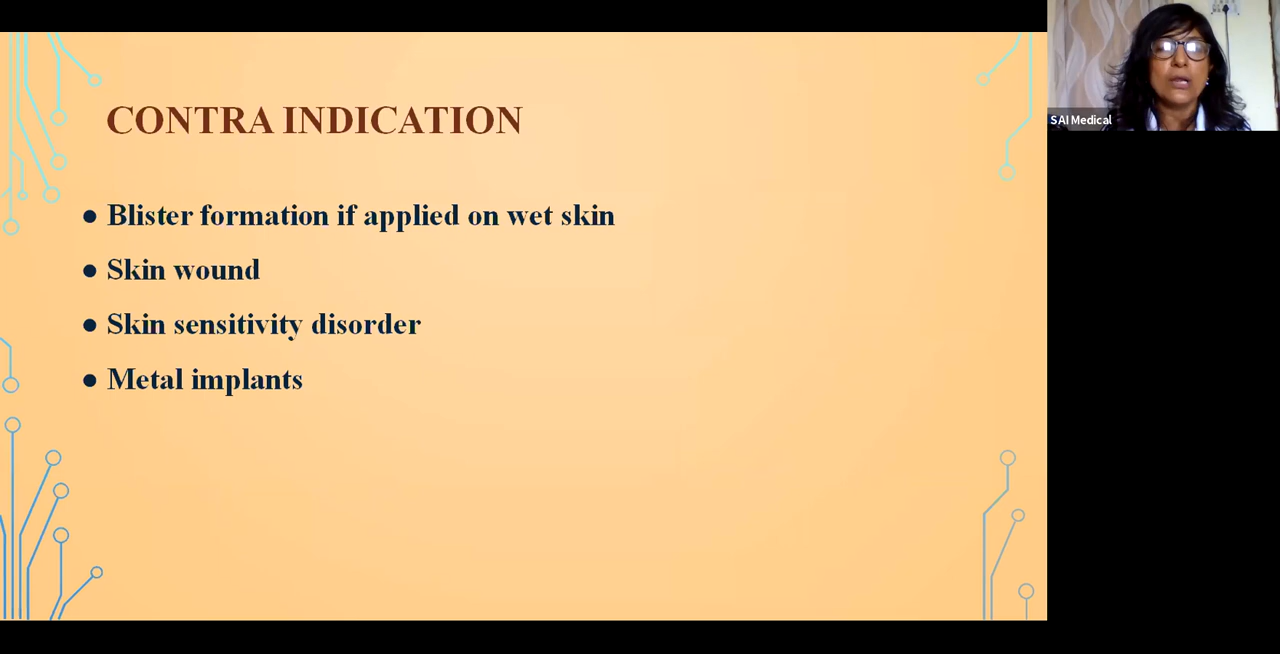 CONTRA INDICATION
● Blister formation if applied on wet skin
● Skin wound
● Skin sensitivity disorder
● Metal implants
SAI Medical